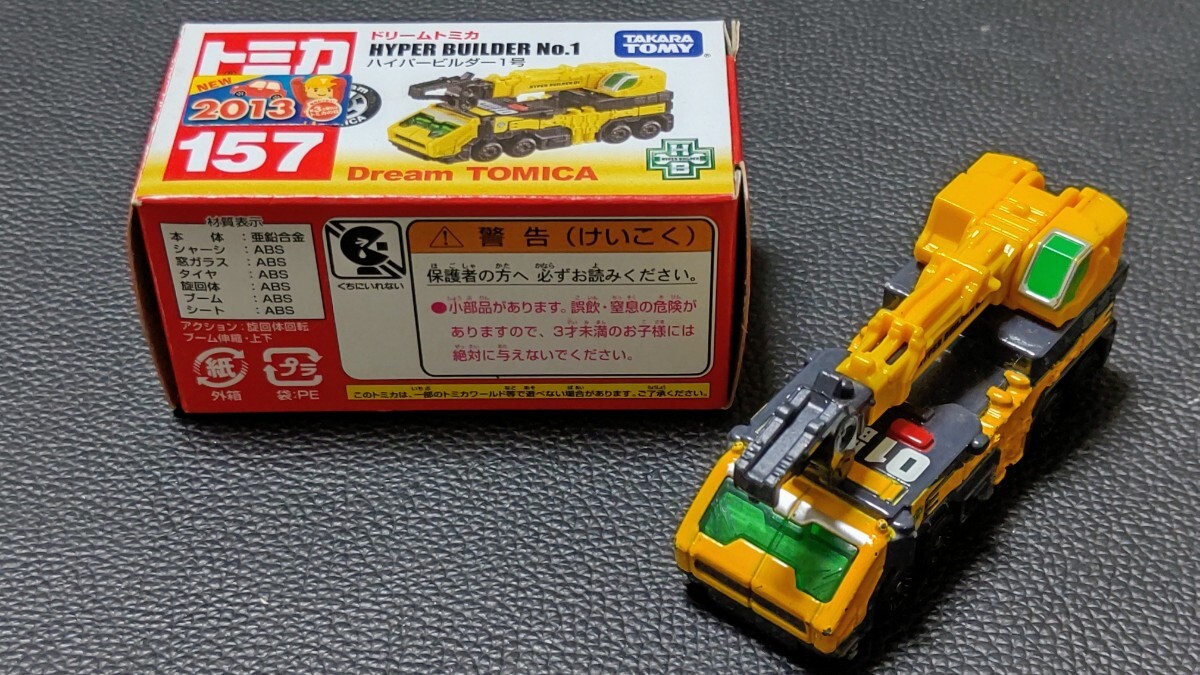 トミカ
NEW
2013
157
ドリームトミカ
HYPER BUILDER No.1
ハイパービルダー1号
TAKARA
TOMY
HYPER BUILDER 01
H
HYPER BUILDER
B
Dream TOMICA
材質表示
本体:亜鉛合金
シャーシ:ABS
窓ガラス:ABS
タイヤ:ABS
旋回体:ABS
ブーム:ABS
シート:ABS
アクション:旋回体回転
ブーム伸縮・上下
紙
外箱
プラ
袋:PE
くちにいれない
警告(けいこく)
保護者の方へ 必ずお読みください。
●小部品があります。誤飲・窒息の危険が
ありますので、3才未満のお子様には
絶対に与えないでください。
このトミカは、一部のトミカワールド等で遊べない場合があります。ご了承ください。
01